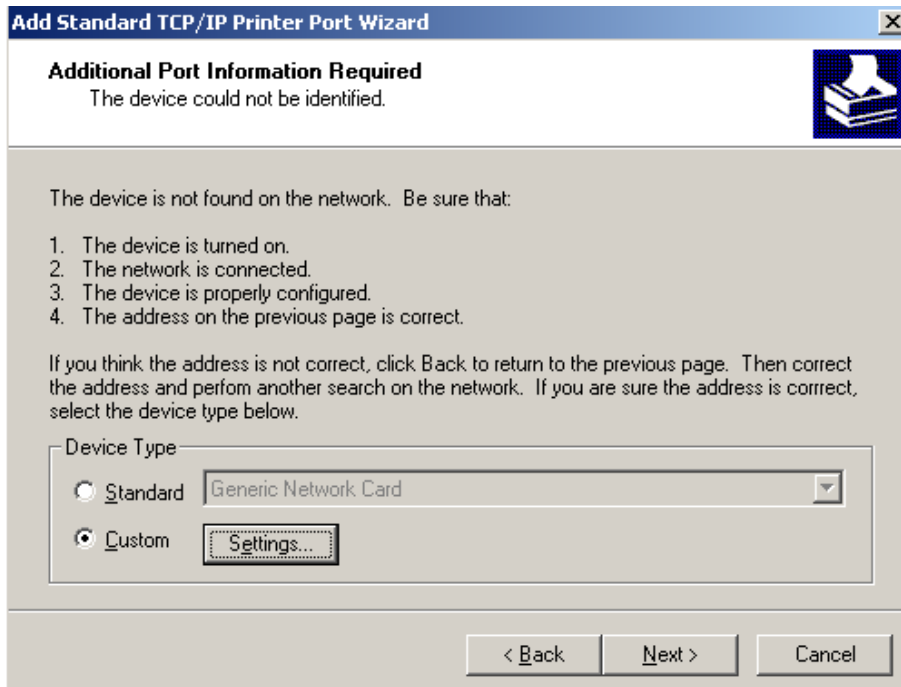 Add Standard TCP/IP Printer Port Wizard
Additional Port Information Required
The device could not be identified.
The device is not found on the network. Be sure that:
1. The device is turned on.
2. The network is connected.
3. The device is properly configured.
4. The address on the previous page is correct.
If you think the address is not correct, click Back to return to the previous page. Then correct
the address and perfom another search on the network. If you are sure the address is corrrect,
select the device type below.
Device Type
Standard Generic Network Card
Custom Settings...
< Back Next > Cancel